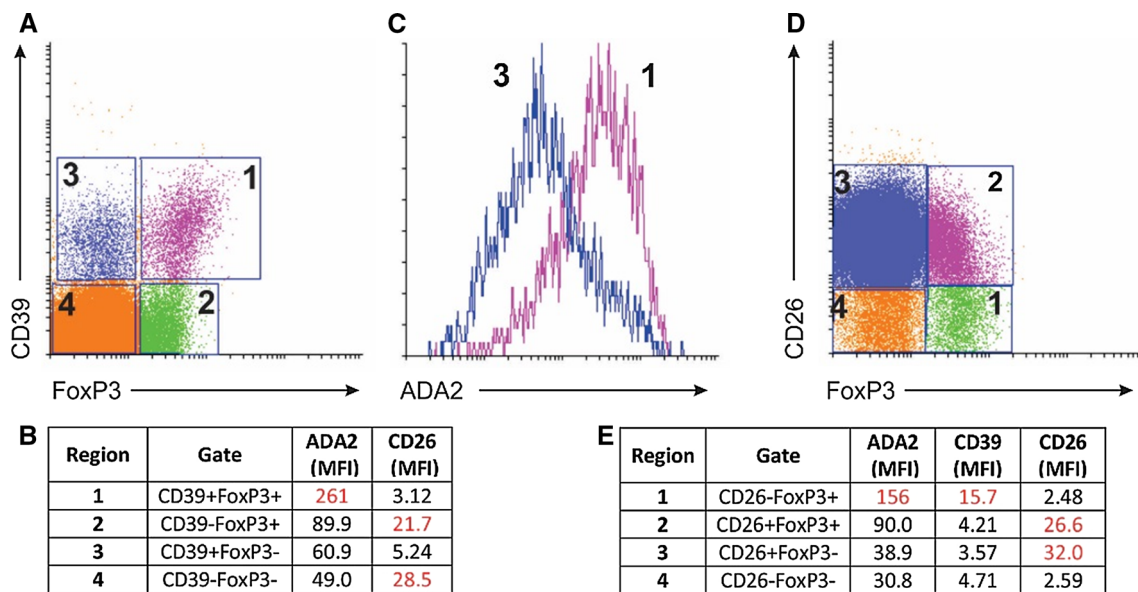 A
C
D
CD39
3
1
4
2
FoxP3
3
1
ADA2
CD26
3
2
4
1
FoxP3
B
Region Gate ADA2 (MFI) CD26 (MFI)
1 CD39+FoxP3+ 261 3.12
2 CD39-FoxP3+ 89.9 21.7
3 CD39+FoxP3- 60.9 5.24
4 CD39-FoxP3- 49.0 28.5
E
Region Gate ADA2 (MFI) CD39 (MFI) CD26 (MFI)
1 CD26-FoxP3+ 156 15.7 2.48
2 CD26+FoxP3+ 90.0 4.21 26.6
3 CD26+FoxP3- 38.9 3.57 32.0
4 CD26-FoxP3- 30.8 4.71 2.59